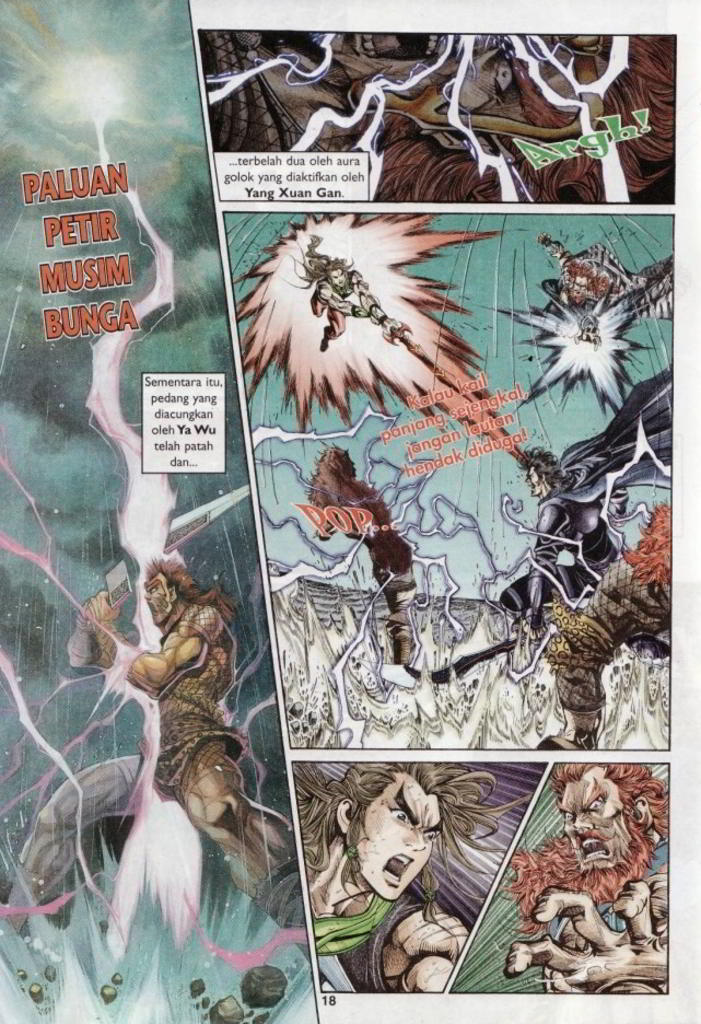 PALUAN
PETIR
MUSIM
BUNGA
Sementara itu,
pedang yang
diacungkan
oleh Ya Wu
telah patah
dan...
...terbelah dua oleh aura
golok yang diaktifkan oleh
Yang Xuan Gan.
Argh!
Kalau kail
panjang sejengkal,
jangan lautan
hendak diduga!
POP...
18